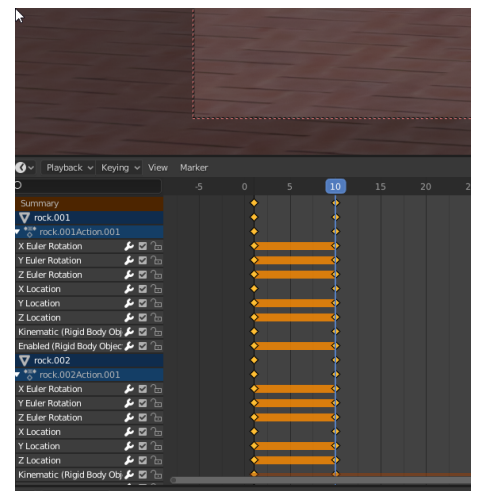 Playback Keying View Marker
-5 0 5 10 15 20 2
Summary
rock.001
rock.001Action.001
X Euler Rotation
Y Euler Rotation
Z Euler Rotation
X Location
Y Location
Z Location
Kinematic (Rigid Body Obj
Enabled (Rigid Body Objec
rock.002
rock.002Action.001
X Euler Rotation
Y Euler Rotation
Z Euler Rotation
X Location
Y Location
Z Location
Kinematic (Rigid Body Obj